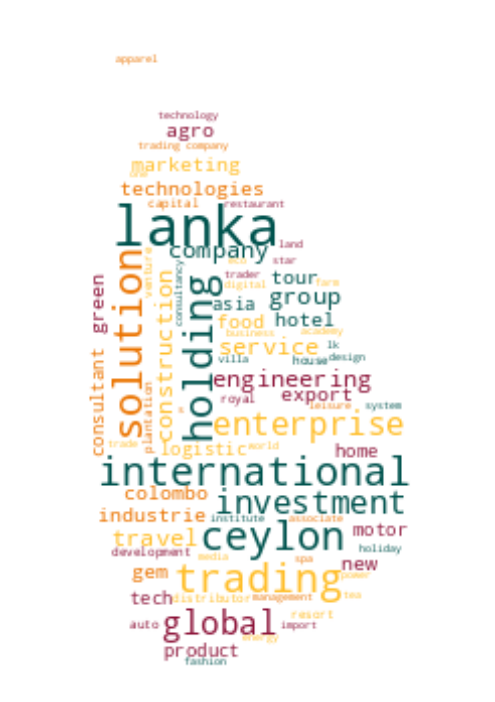 apparel
technology
agro
trading company
marketing
one
technologies
capital restaurant
lanka
company land
eco star
solution
venture
consultancy
holding
trader
tour
digital farm
green
construction
asia group
food hotel
business academy
service lk
villa house design
engineering
consultant
plantation
royal export
leisure system
enterprise
trade logistic world
home
international
colombo investment
industrie institute associate
travel ceylon motor
development holiday
media spa new
gem trading power
tech distributor management tea
resort
auto global import
energy
product
fashion